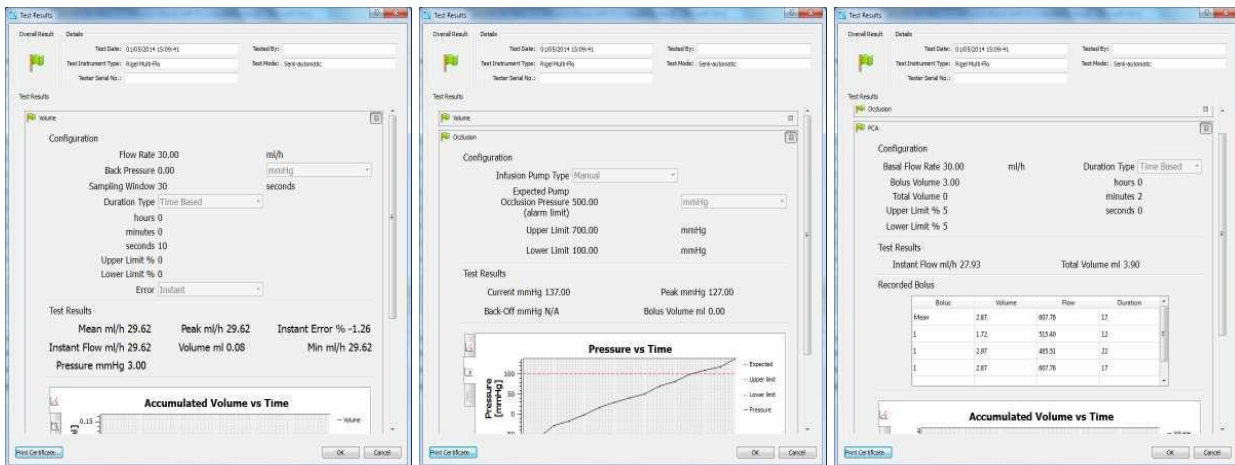 Test Results
Overall Result Details
Test Date: 01/05/2014 15:09:41 Tested By:
Test Instrument Type: Rigel Multi-Flo Test Mode: Semi-automatic
Tester Serial No.:
Test Results
Volume
Configuration
Flow Rate 30.00 ml/h
Back Pressure 0.00 mmHg
Sampling Window 30 seconds
Duration Type Time Based
hours 0
minutes 0
seconds 10
Upper Limit % 0
Lower Limit % 0
Error Instant
Test Results
Mean ml/h 29.62 Peak ml/h 29.62 Instant Error % -1.26
Instant Flow ml/h 29.62 Volume ml 0.08 Min ml/h 29.62
Pressure mmHg 3.00
Accumulated Volume vs Time
0.15 Volume
Print Certificate... OK Cancel
Test Results
Overall Result Details
Test Date: 01/05/2014 15:09:41 Tested By:
Test Instrument Type: Rigel Multi-Flo Test Mode: Semi-automatic
Tester Serial No.:
Test Results
Volume
Occlusion
Configuration
Infusion Pump Type Manual
Expected Pump
Occlusion Pressure 500.00 mmHg
(alarm limit)
Upper Limit 700.00 mmHg
Lower Limit 100.00 mmHg
Test Results
Current mmHg 137.00 Peak mmHg 127.00
Back-Off mmHg N/A Bolus Volume ml 0.00
Pressure vs Time
Pressure
[mmHg]
100
50
0
Expected
Upper limit
Lower limit
Pressure
Print Certificate... OK Cancel
Test Results
Overall Result Details
Test Date: 01/05/2014 15:09:41 Tested By:
Test Instrument Type: Rigel Multi-Flo Test Mode: Semi-automatic
Tester Serial No.:
Test Results
Occlusion
PCA
Configuration
Basal Flow Rate 30.00 ml/h Duration Type Time Based
Bolus Volume 3.00 hours 0
Total Volume 0 minutes 2
Upper Limit % 5 seconds 0
Lower Limit % 5
Test Results
Instant Flow ml/h 27.93 Total Volume ml 3.90
Recorded Bolus
Bolus Volume Flow Duration
Mean 2.87 607.76 17
1 1.72 515.40 12
1 2.97 485.51 22
1 2.87 607.76 17
Accumulated Volume vs Time
Print Certificate... OK Cancel